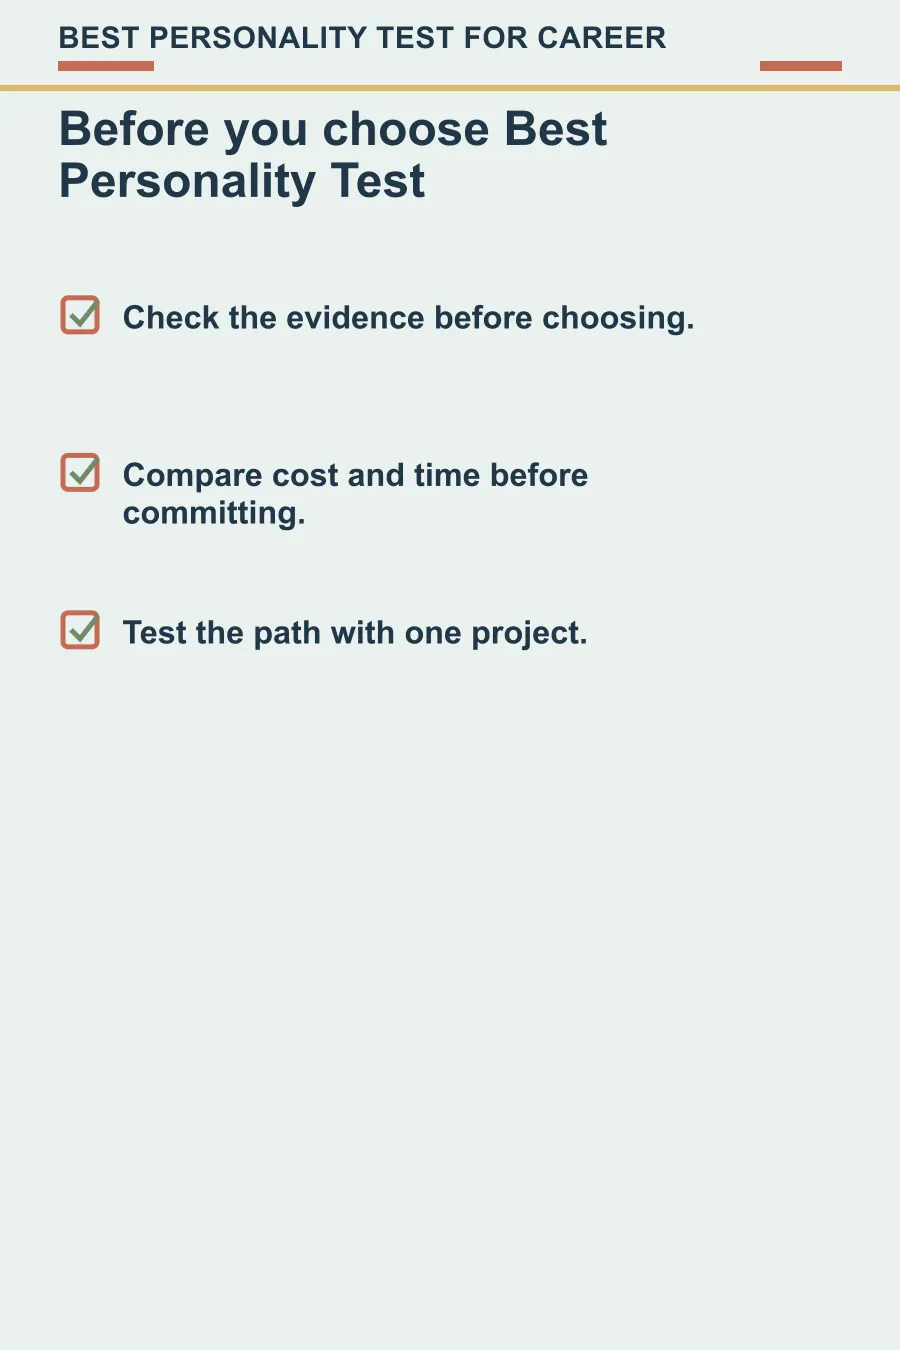 BEST PERSONALITY TEST FOR CAREER
Before you choose Best
Personality Test
Check the evidence before choosing.
Compare cost and time before
committing.
Test the path with one project.